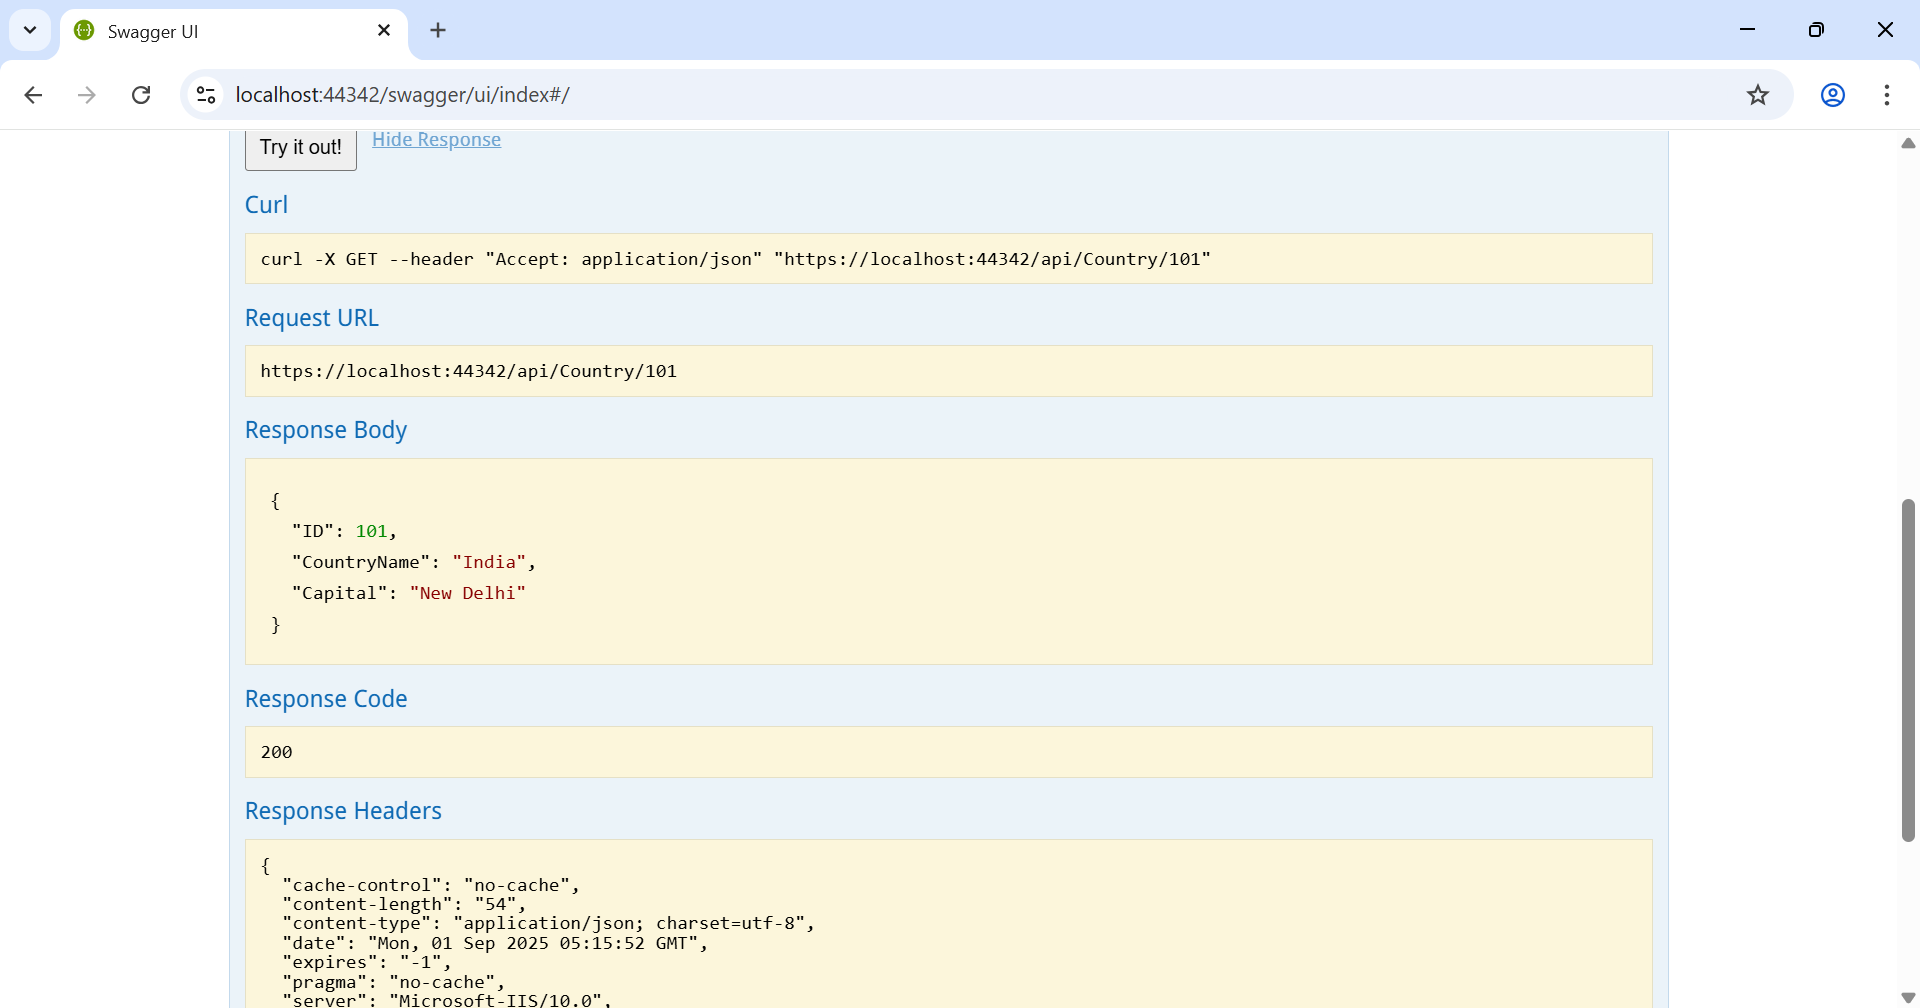 Swagger UI
localhost:44342/swagger/ui/index#/
Try it out! Hide Response
Curl
curl -X GET --header "Accept: application/json" "https://localhost:44342/api/Country/101"
Request URL
https://localhost:44342/api/Country/101
Response Body
{
"ID": 101,
"CountryName": "India",
"Capital": "New Delhi"
}
Response Code
200
Response Headers
{
"cache-control": "no-cache",
"content-length": "54",
"content-type": "application/json; charset=utf-8",
"date": "Mon, 01 Sep 2025 05:15:52 GMT",
"expires": "-1",
"pragma": "no-cache",
"server": "Microsoft-IIS/10.0",